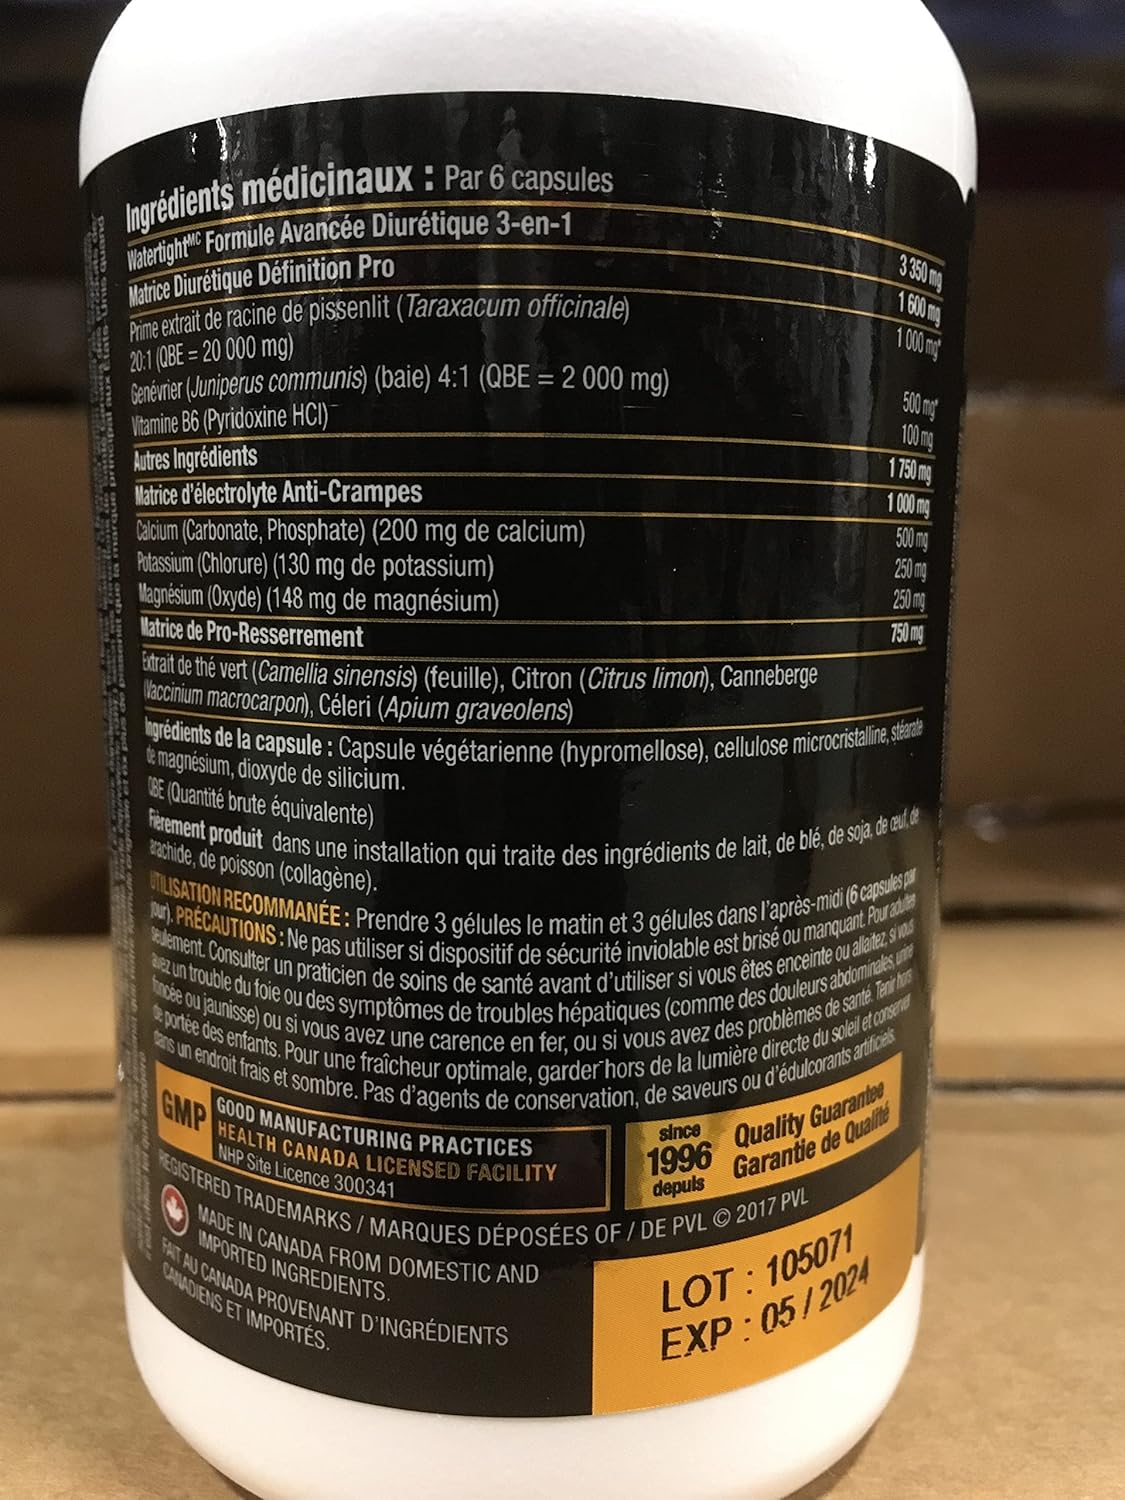 Ingrédients médicinaux : Par 6 capsules
Watertight™ᶜ Formule Avancée Diurétique 3-en-1 3 350 mg
Matrice Diurétique Définition Pro 1 600 mg
Prime extrait de racine de pissenlit (Taraxacum officinale) 1 000 mg*
20:1 (QBE = 20 000 mg)
Genévrier (Juniperus communis) (baie) 4:1 (QBE = 2 000 mg) 500 mg*
Vitamine B6 (Pyridoxine HCl) 100 mg
Autres Ingrédients 1 750 mg
Matrice d'électrolyte Anti-Crampes 1 000 mg
Calcium (Carbonate, Phosphate) (200 mg de calcium) 500 mg
Potassium (Chlorure) (130 mg de potassium) 250 mg
Magnésium (Oxyde) (148 mg de magnésium) 250 mg
Matrice de Pro-Resserrement 750 mg
Extrait de thé vert (Camellia sinensis) (feuille), Citron (Citrus limon), Canneberge
(Vaccinium macrocarpon), Céleri (Apium graveolens)
Ingrédients de la capsule : Capsule végétarienne (hypromellose), cellulose microcristalline, stéarate
de magnésium, dioxyde de silicium.
QBE (Quantité brute équivalente)
Fièrement produit dans une installation qui traite des ingrédients de lait, de blé, de soja, de œuf, de
arachide, de poisson (collagène).
UTILISATION RECOMMANÉE : Prendre 3 gélules le matin et 3 gélules dans l'après-midi (6 capsules par
jour). PRÉCAUTIONS : Ne pas utiliser si dispositif de sécurité inviolable est brisé ou manquant. Pour adultes
seulement. Consulter un praticien de soins de santé avant d'utiliser si vous êtes enceinte ou allaitez, si vous
avez un trouble du foie ou des symptômes de troubles hépatiques (comme des douleurs abdominales, urine
foncée ou jaunisse) ou si vous avez une carence en fer, ou si vous avez des problèmes de santé. Tenir hors
de portée des enfants. Pour une fraîcheur optimale, garder hors de la lumière directe du soleil et conserver
dans un endroit frais et sombre. Pas d'agents de conservation, de saveurs ou d'édulcorants artificiels.
GMP
GOOD MANUFACTURING PRACTICES
HEALTH CANADA LICENSED FACILITY
NHP Site Licence 300341
since
1996
depuis
Quality Guarantee
Garantie de Qualité
REGISTERED TRADEMARKS / MARQUES DÉPOSÉES OF / DE PVL © 2017 PVL
MADE IN CANADA FROM DOMESTIC AND
IMPORTED INGREDIENTS.
FAIT AU CANADA PROVENANT D'INGRÉDIENTS
CANADIENS ET IMPORTÉS.
LOT : 105071
EXP : 05 / 2024